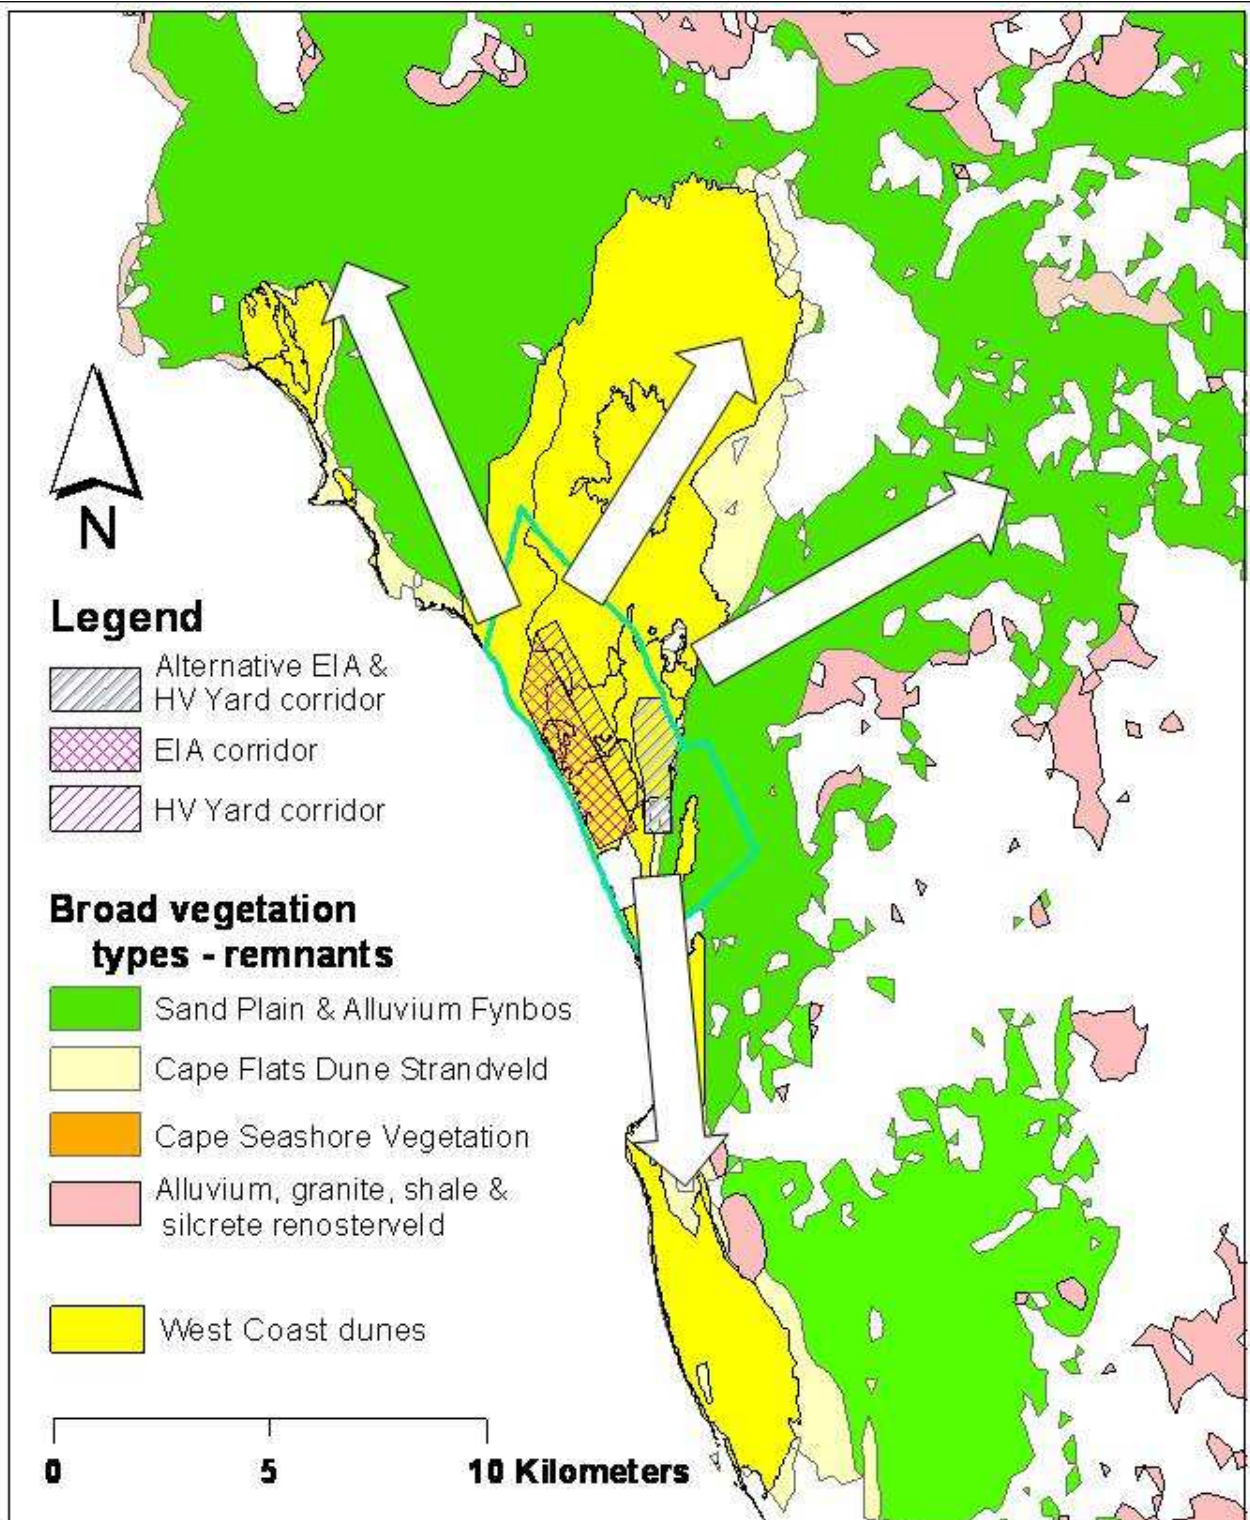 N
Legend
Alternative EIA &
HV Yard corridor
EIA corridor
HV Yard corridor
Broad vegetation
types - remnants
Sand Plain & Alluvium Fynbos
Cape Flats Dune Strandveld
Cape Seashore Vegetation
Alluvium, granite, shale &
silcrete renosterveld
West Coast dunes
0 5 10 Kilometers